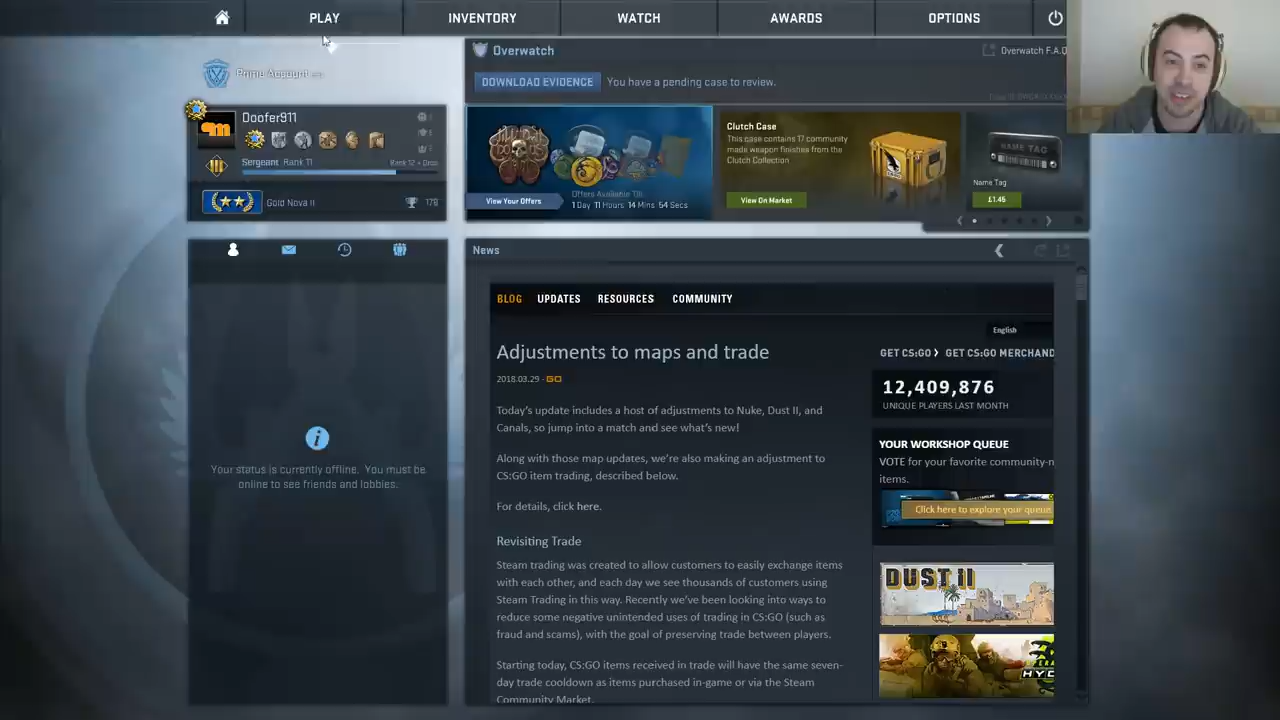 PLAY
INVENTORY
WATCH
AWARDS
OPTIONS
Prime Account
Overwatch
Overwatch F.A.Q
DOWNLOAD EVIDENCE
You have a pending case to review.
Doofer911
Sergeant Rank 11
Rank 12 + Drop
Gold Nova II
178
View Your Offers
Offers Available Till
1 Day 11 Hours 14 Mins 54 Secs
Clutch Case
This case contains 17 community
made weapon finishes from the
Clutch Collection
View On Market
NAME TAG
Name Tag
£1.45
News
BLOG
UPDATES
RESOURCES
COMMUNITY
English
Adjustments to maps and trade
2018.03.29 - GO
Today's update includes a host of adjustments to Nuke, Dust II, and
Canals, so jump into a match and see what's new!
Along with those map updates, we're also making an adjustment to
CS:GO item trading, described below.
For details, click here.
Revisiting Trade
Steam trading was created to allow customers to easily exchange items
with each other, and each day we see thousands of customers using
Steam Trading in this way. Recently we've been looking into ways to
reduce some negative unintended uses of trading in CS:GO (such as
fraud and scams), with the goal of preserving trade between players.
Starting today, CS:GO items received in trade will have the same seven-
day trade cooldown as items purchased in-game or via the Steam
Community Market.
GET CS:GO
GET CS:GO MERCHAND
12,409,876
UNIQUE PLAYERS LAST MONTH
YOUR WORKSHOP QUEUE
VOTE for your favorite community-m
items.
Click here to explore your queue
DUST II
HYD
Your status is currently offline. You must be
online to see friends and lobbies.